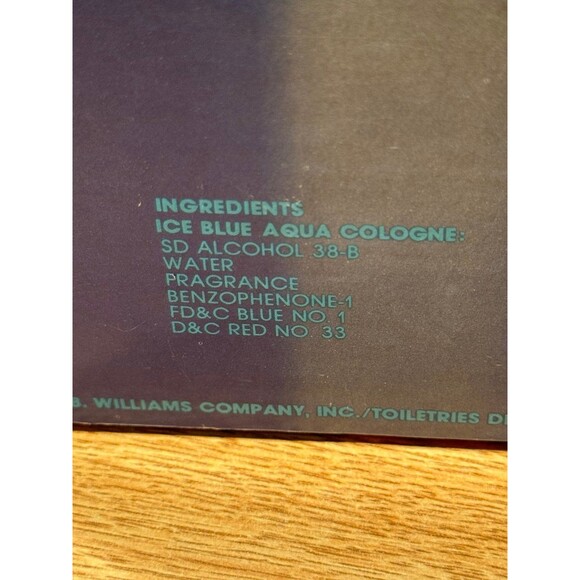 INGREDIENTS
ICE BLUE AQUA COLOGNE:
SD ALCOHOL 38-B
WATER
PRAGRANCE
BENZOPHENONE-1
FD&C BLUE NO. 1
D&C RED NO. 33
B. WILLIAMS COMPANY, INC./TOILETRIES DI